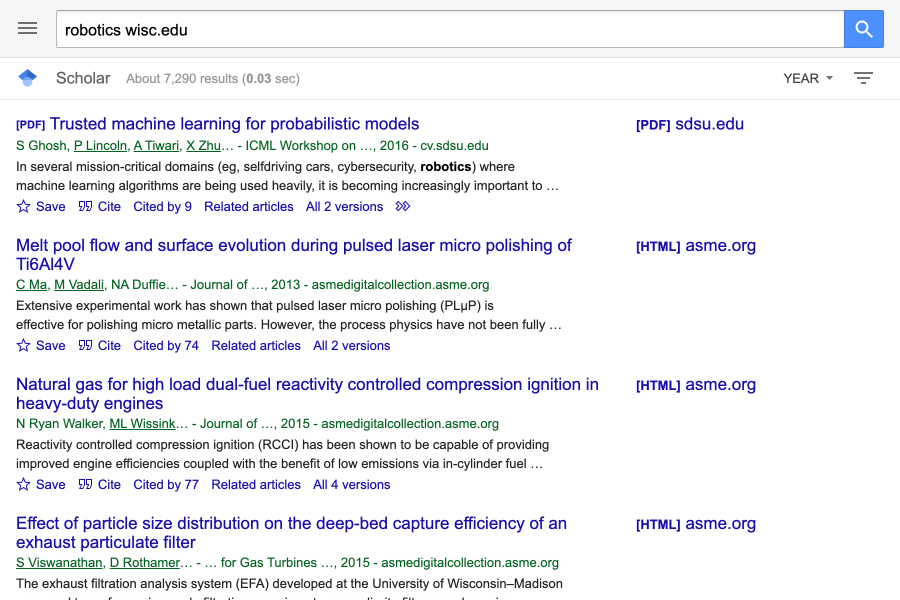 robotics wisc.edu
Scholar About 7,290 results (0.03 sec) YEAR
[PDF] Trusted machine learning for probabilistic models [PDF] sdsu.edu
S Ghosh, P Lincoln, A Tiwari, X Zhu… - ICML Workshop on …, 2016 - cv.sdsu.edu
In several mission-critical domains (eg, selfdriving cars, cybersecurity, robotics) where
machine learning algorithms are being used heavily, it is becoming increasingly important to …
Save Cite Cited by 9 Related articles All 2 versions
Melt pool flow and surface evolution during pulsed laser micro polishing of [HTML] asme.org
Ti6Al4V
C Ma, M Vadali, NA Duffie… - Journal of …, 2013 - asmedigitalcollection.asme.org
Extensive experimental work has shown that pulsed laser micro polishing (PLμP) is
effective for polishing micro metallic parts. However, the process physics have not been fully …
Save Cite Cited by 74 Related articles All 2 versions
Natural gas for high load dual-fuel reactivity controlled compression ignition in [HTML] asme.org
heavy-duty engines
N Ryan Walker, ML Wissink… - Journal of …, 2015 - asmedigitalcollection.asme.org
Reactivity controlled compression ignition (RCCI) has been shown to be capable of providing
improved engine efficiencies coupled with the benefit of low emissions via in-cylinder fuel …
Save Cite Cited by 77 Related articles All 4 versions
Effect of particle size distribution on the deep-bed capture efficiency of an [HTML] asme.org
exhaust particulate filter
S Viswanathan, D Rothamer… - … for Gas Turbines …, 2015 - asmedigitalcollection.asme.org
The exhaust filtration analysis system (EFA) developed at the University of Wisconsin–Madison